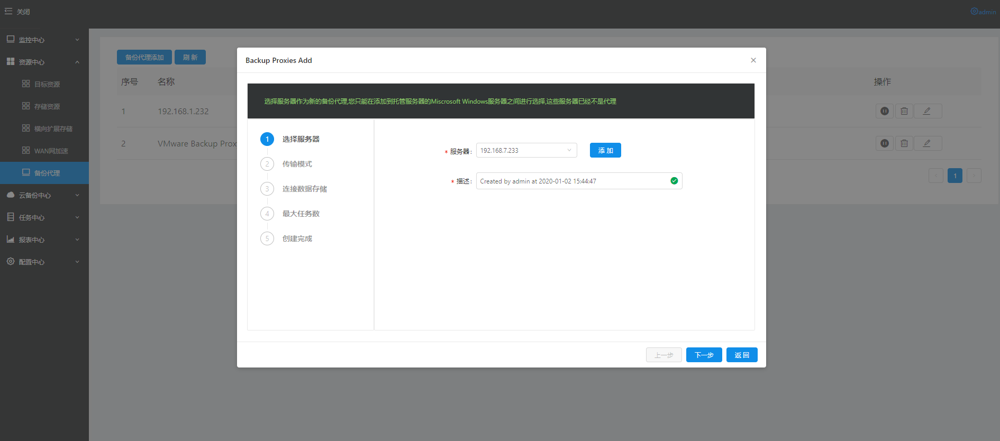 关闭
admin
监控中心
资源中心
目标资源
存储资源
横向扩展存储
WAN网加速
备份代理
云备份中心
任务中心
报表中心
配置中心
备份代理添加 刷 新
序号 名称 操作
1 192.168.1.232
2 VMware Backup Prox
1
Backup Proxies Add
选择服务器作为新的备份代理,您只能在添加到托管服务器的Miscrosoft Windows服务器之间进行选择,这些服务器已经不是代理
1 选择服务器
2 传输模式
3 连接数据存储
4 最大任务数
5 创建完成
* 服务器: 192.168.7.233 添 加
* 描述: Created by admin at 2020-01-02 15:44:47
上一步 下一步 返 回